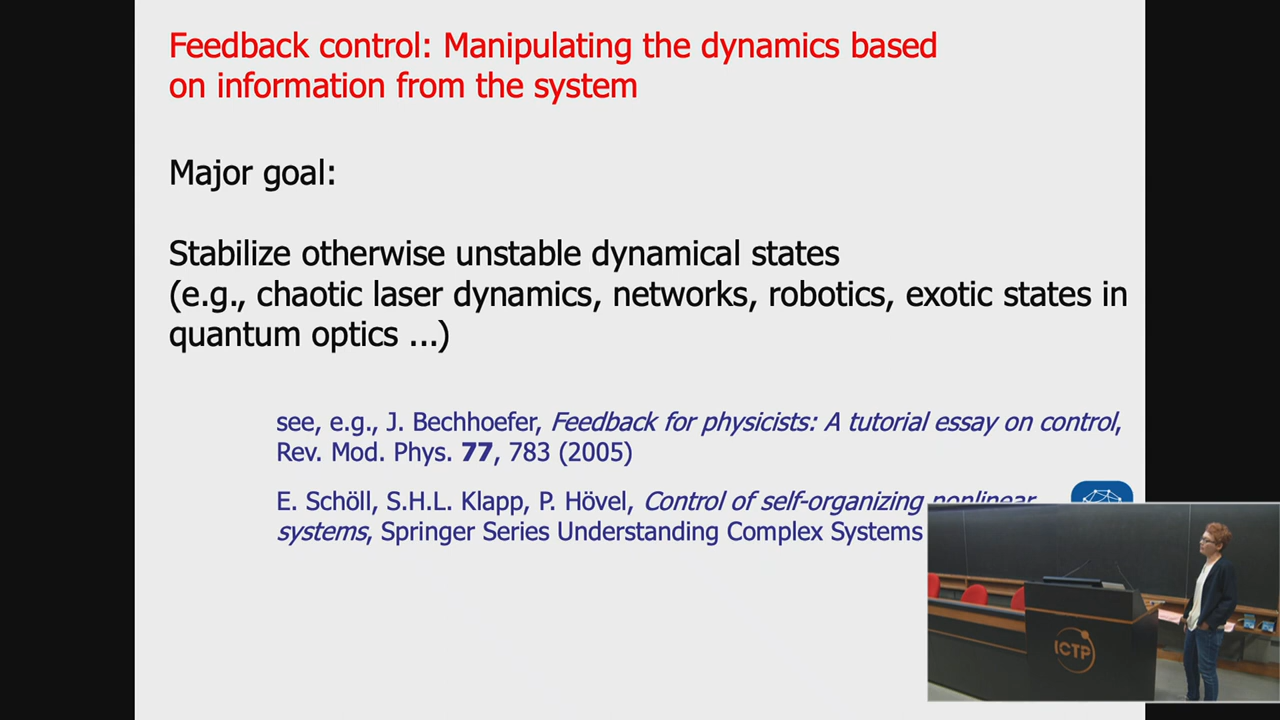 Feedback control: Manipulating the dynamics based
on information from the system
Major goal:
Stabilize otherwise unstable dynamical states
(e.g., chaotic laser dynamics, networks, robotics, exotic states in
quantum optics ...)
see, e.g., J. Bechhoefer, Feedback for physicists: A tutorial essay on control,
Rev. Mod. Phys. 77, 783 (2005)
E. Schöll, S.H.L. Klapp, P. Hövel, Control of self-organizing nonlinear
systems, Springer Series Understanding Complex Systems
ICTP